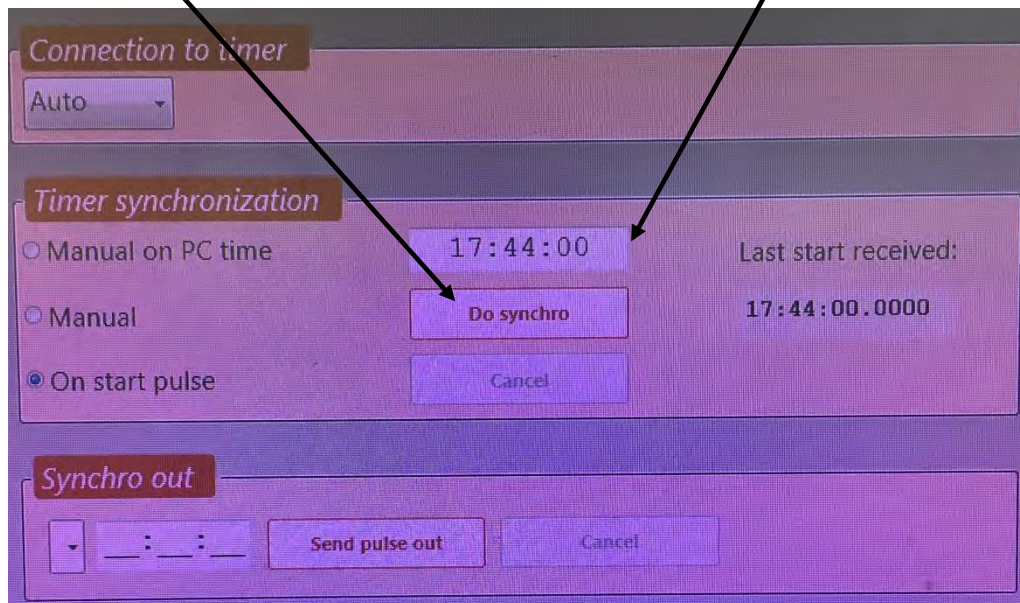 Connection to timer
Auto
Timer synchronization
Manual on PC time 17:44:00 Last start received:
Manual Do synchro 17:44:00.0000
On start pulse Cancel
Synchro out
__:__:__ Send pulse out Cancel